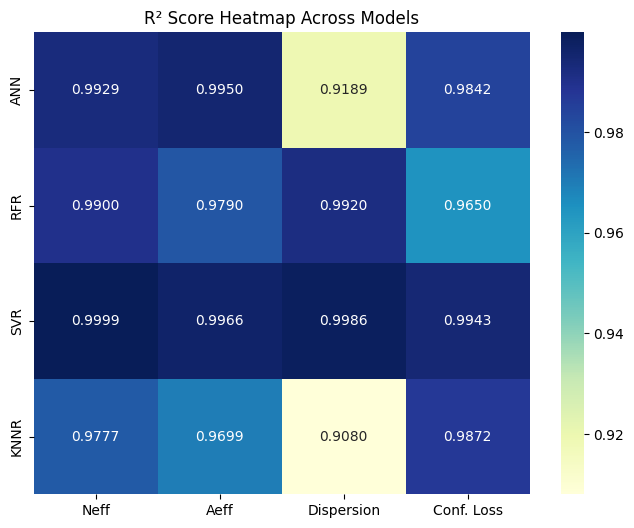 R² Score Heatmap Across Models
ANN 0.9929 0.9950 0.9189 0.9842
RFR 0.9900 0.9790 0.9920 0.9650
SVR 0.9999 0.9966 0.9986 0.9943
KNNR 0.9777 0.9699 0.9080 0.9872
Neff Aeff Dispersion Conf. Loss
0.98
0.96
0.94
0.92